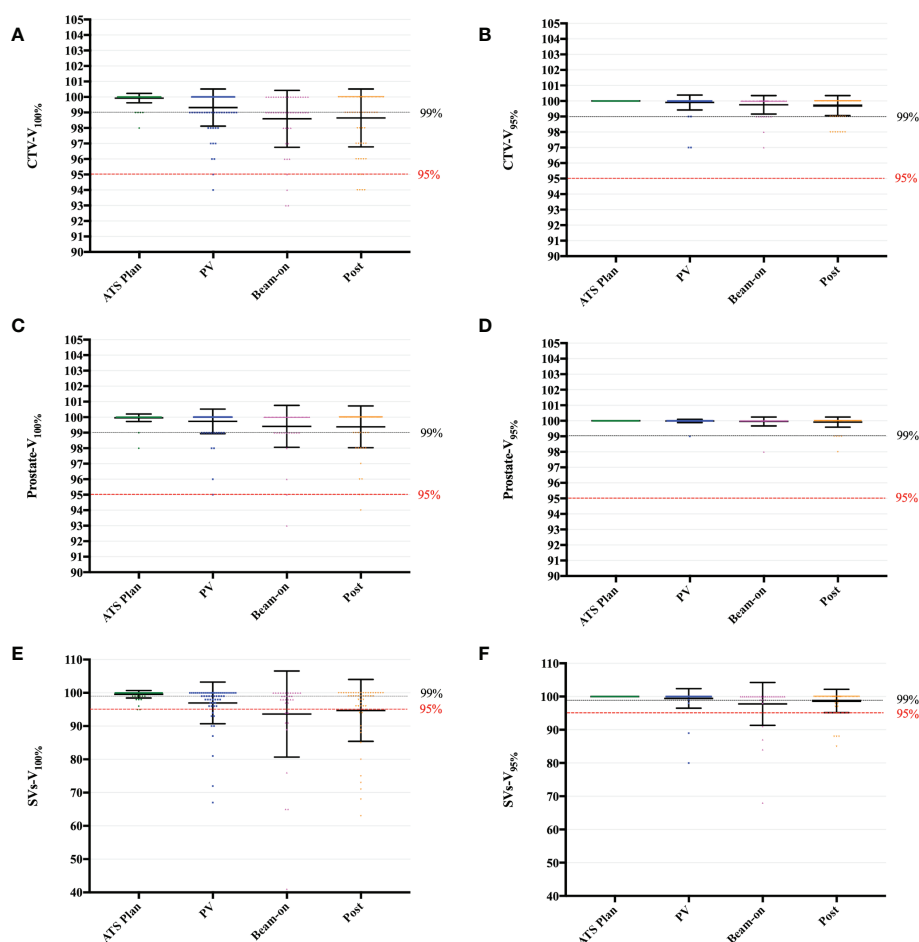 A
CTV-V100%
105
104
103
102
101
100
99
98
97
96
95
94
93
92
91
90
99%
95%
ATS Plan
PV
Beam-on
Post
B
CTV-V95%
105
104
103
102
101
100
99
98
97
96
95
94
93
92
91
90
99%
95%
ATS Plan
PV
Beam-on
Post
C
Prostate-V100%
105
104
103
102
101
100
99
98
97
96
95
94
93
92
91
90
99%
95%
ATS Plan
PV
Beam-on
Post
D
Prostate-V95%
105
104
103
102
101
100
99
98
97
96
95
94
93
92
91
90
99%
95%
ATS Plan
PV
Beam-on
Post
E
SVs-V100%
110
100
90
80
70
60
50
40
99%
95%
ATS Plan
PV
Beam-on
Post
F
SVs-V95%
110
100
90
80
70
60
50
40
99%
95%
ATS Plan
PV
Beam-on
Post